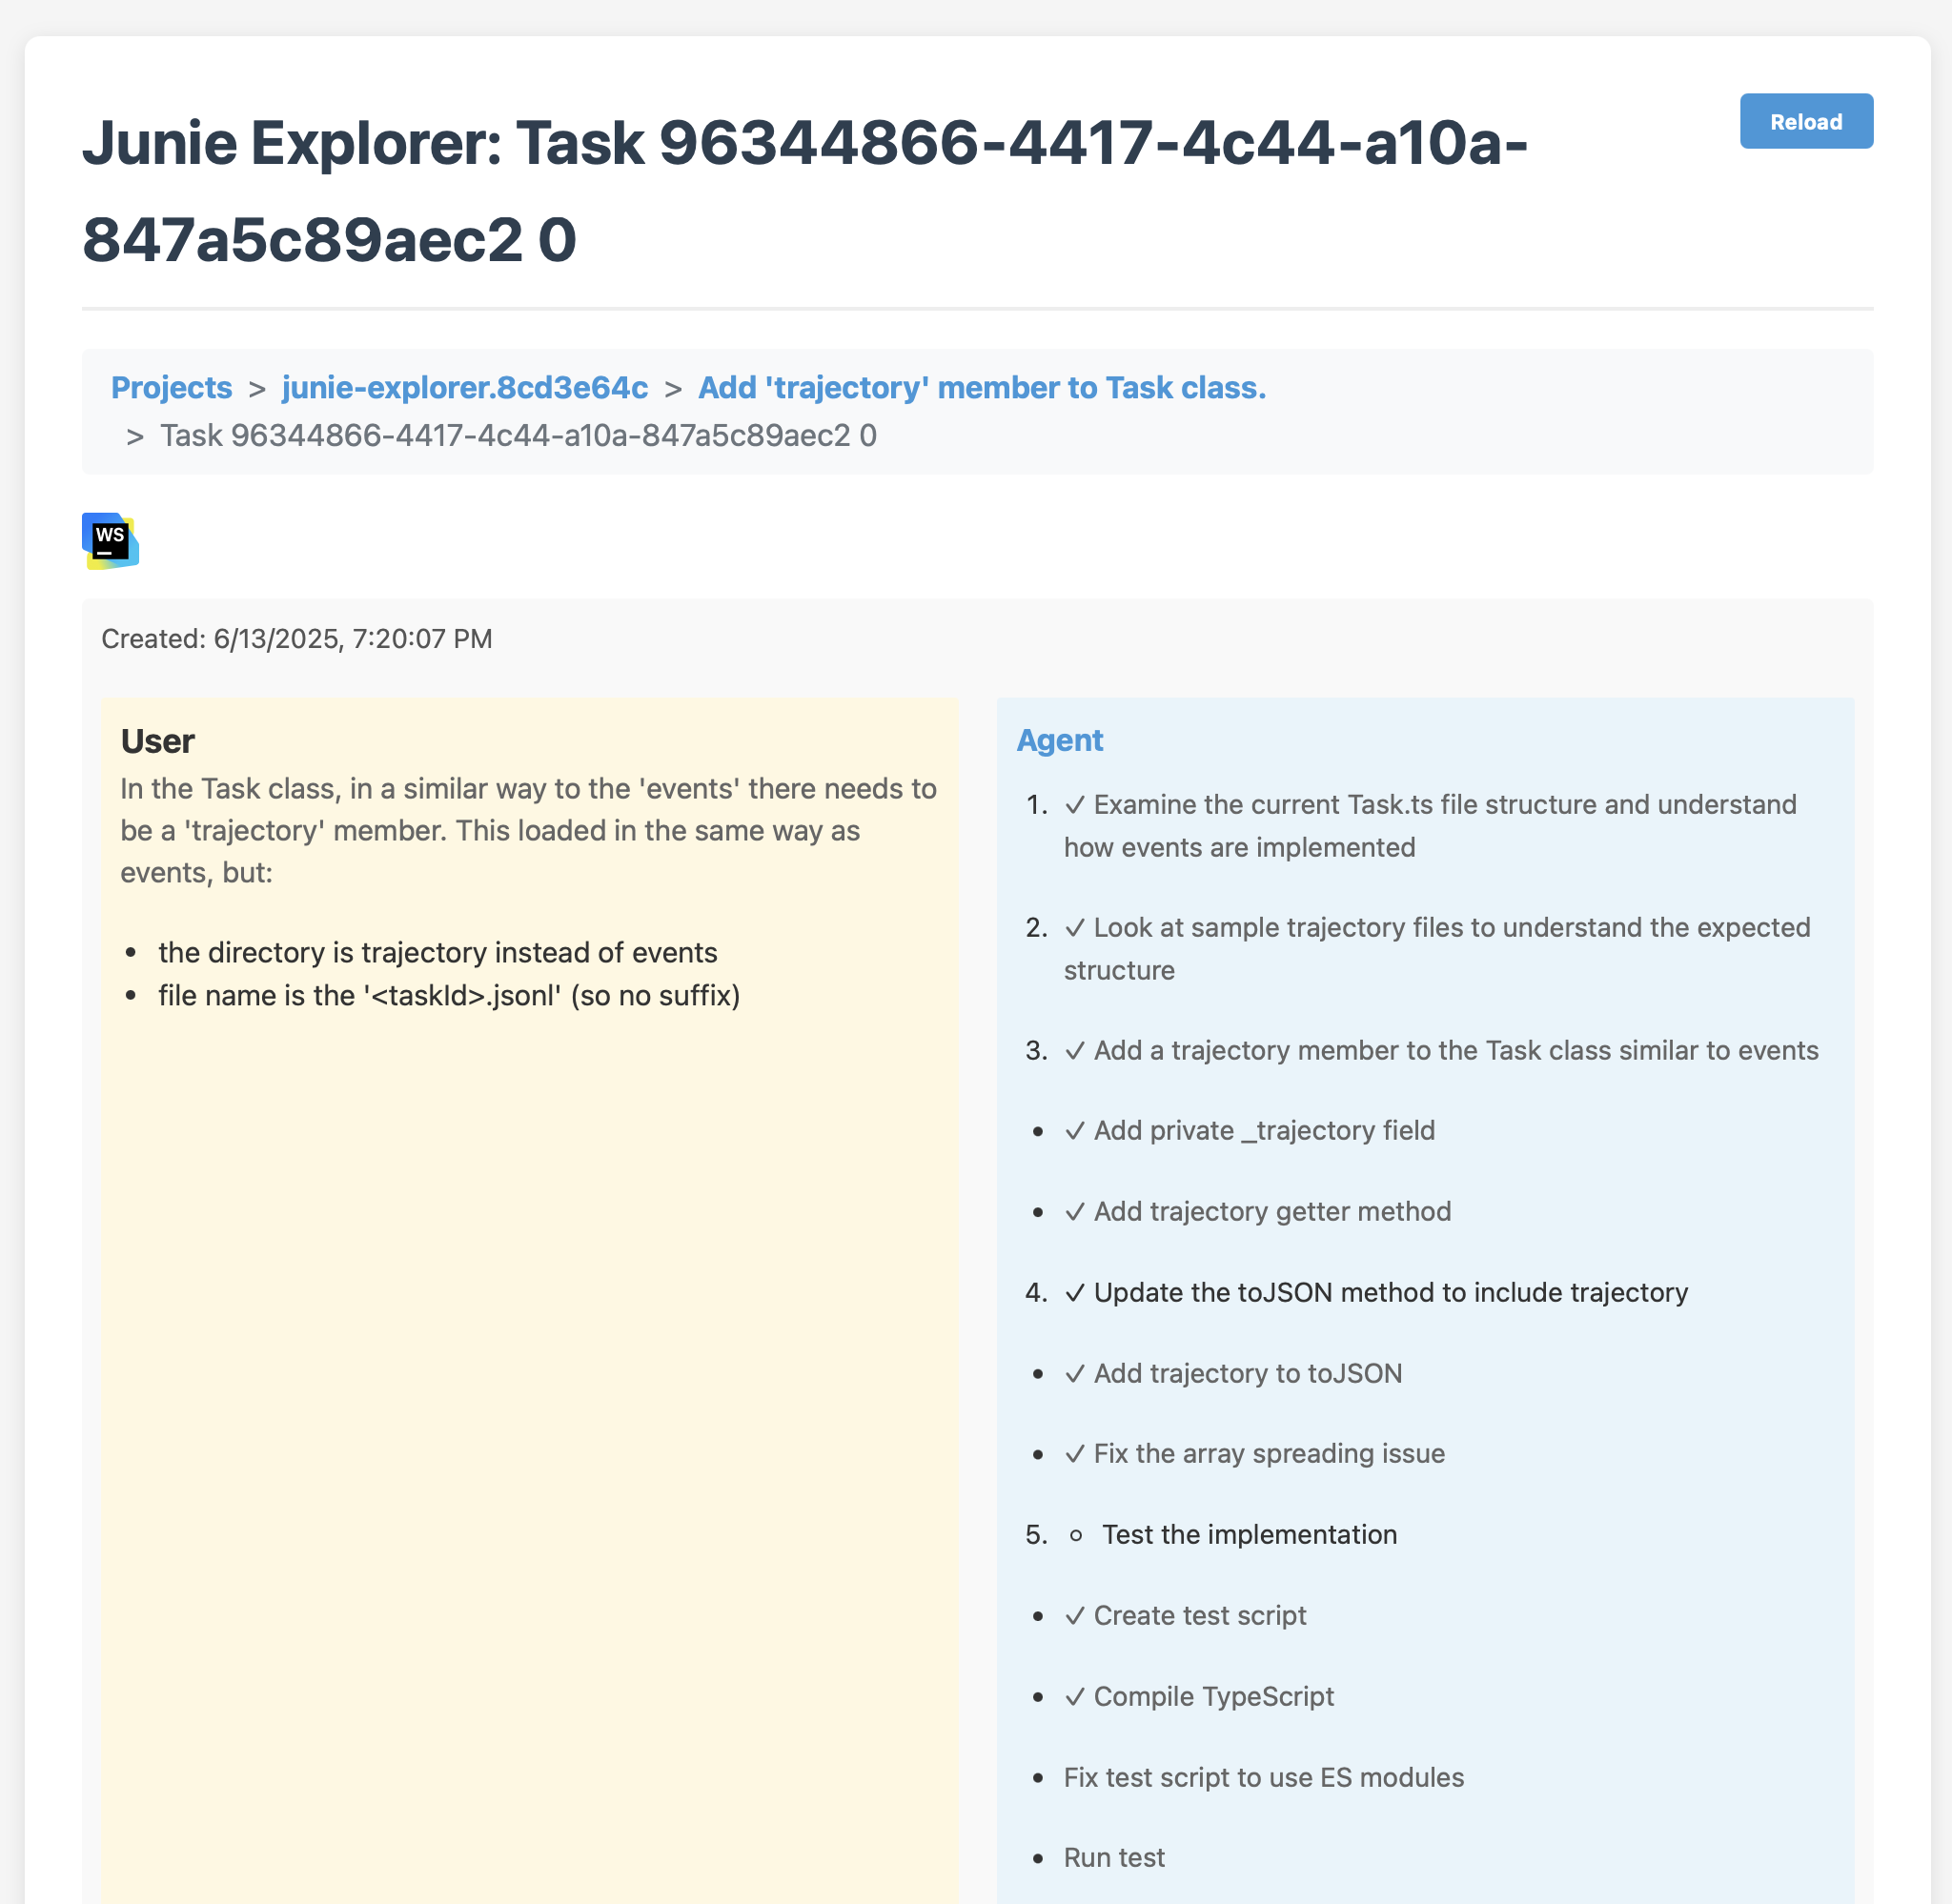 Junie Explorer: Task 96344866-4417-4c44-a10a-
847a5c89aec2 0
Reload
Projects > junie-explorer.8cd3e64c > Add 'trajectory' member to Task class.
> Task 96344866-4417-4c44-a10a-847a5c89aec2 0
WS
Created: 6/13/2025, 7:20:07 PM
User
In the Task class, in a similar way to the 'events' there needs to
be a 'trajectory' member. This loaded in the same way as
events, but:
• the directory is trajectory instead of events
• file name is the '<taskId>.jsonl' (so no suffix)
Agent
1. ✓ Examine the current Task.ts file structure and understand
how events are implemented
2. ✓ Look at sample trajectory files to understand the expected
structure
3. ✓ Add a trajectory member to the Task class similar to events
• ✓ Add private _trajectory field
• ✓ Add trajectory getter method
4. ✓ Update the toJSON method to include trajectory
• ✓ Add trajectory to toJSON
• ✓ Fix the array spreading issue
5. ○ Test the implementation
• ✓ Create test script
• ✓ Compile TypeScript
• Fix test script to use ES modules
• Run test